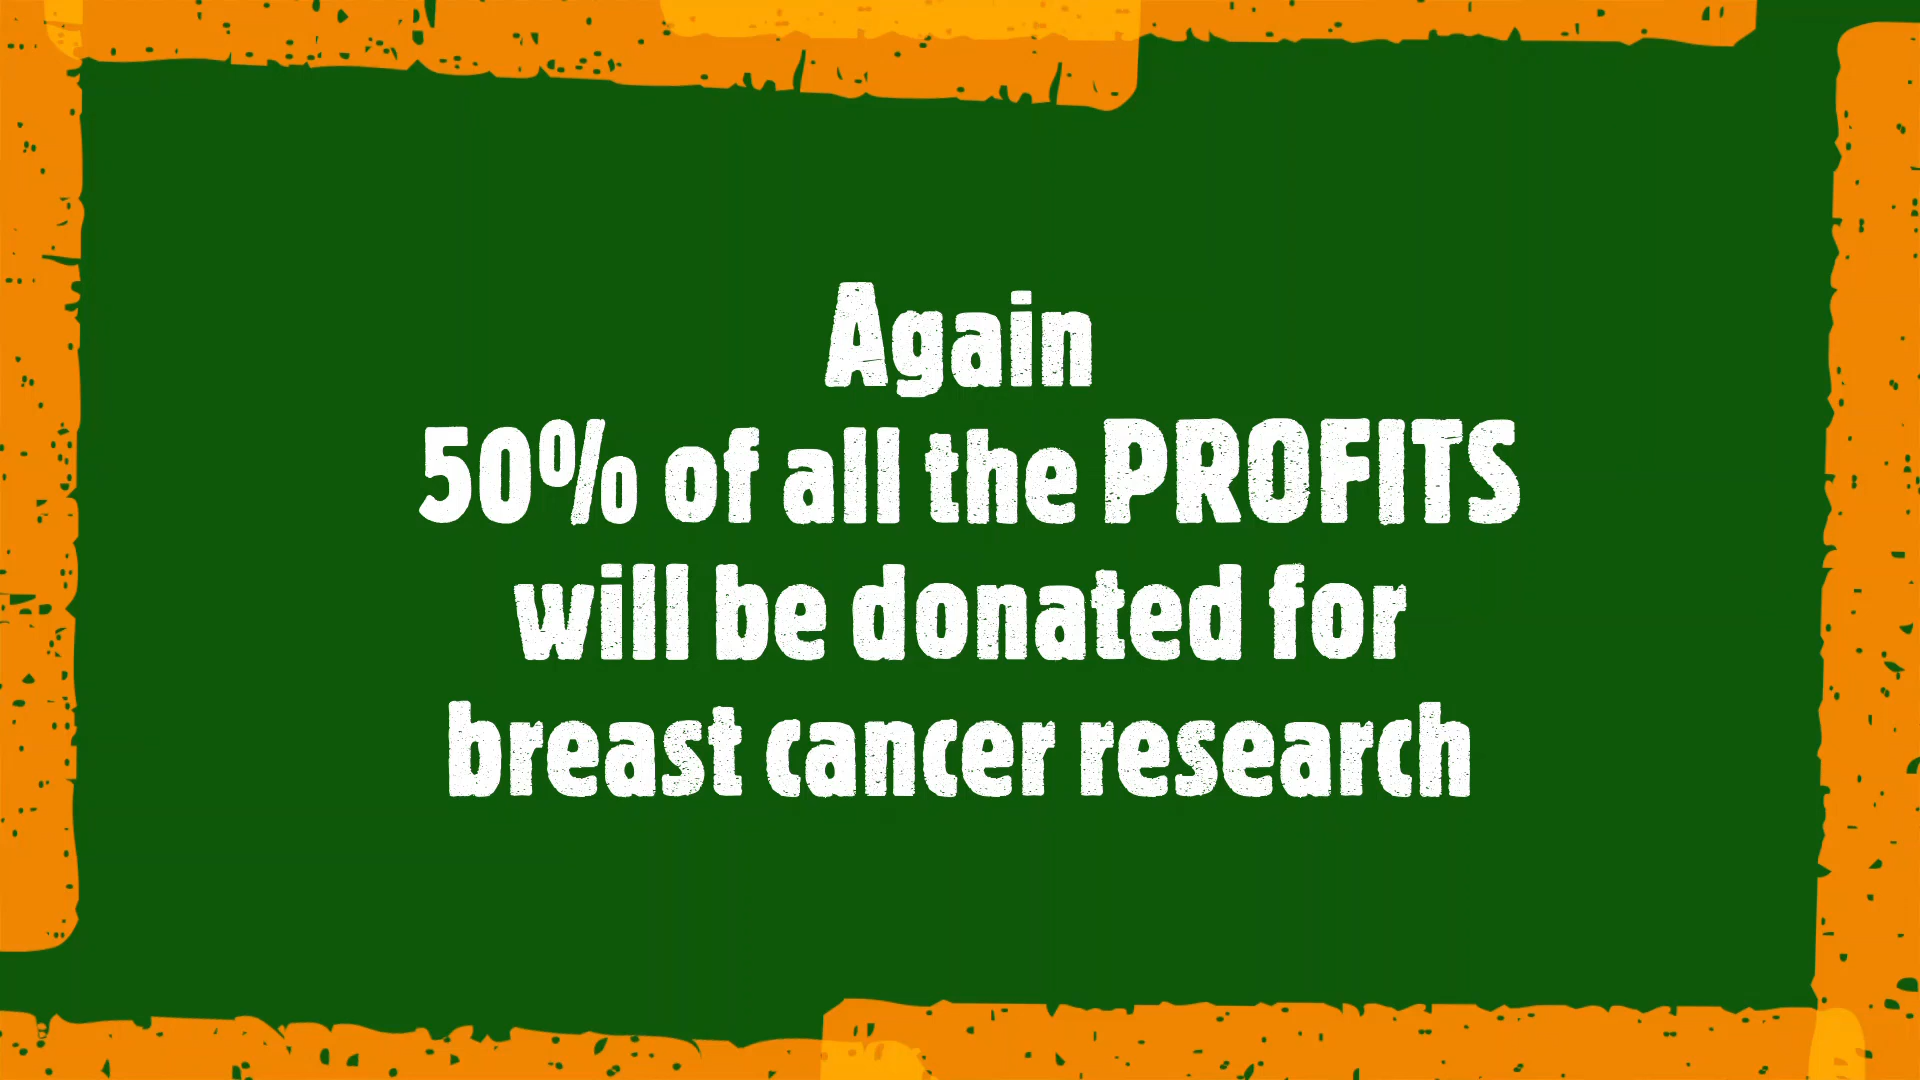 Again
50% of all the PROFITS
will be donated for
breast cancer research